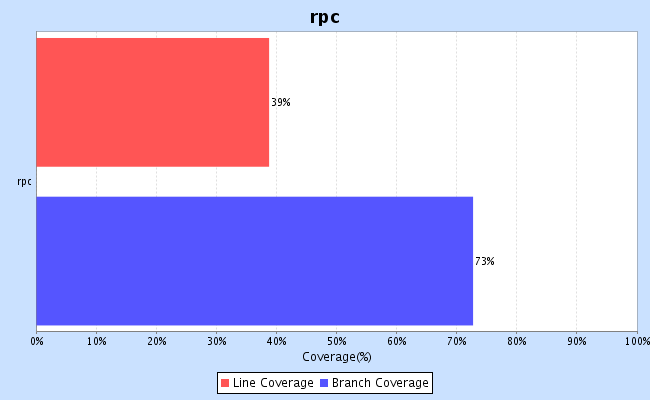 rpc
39%
rpc
73%
0% 10% 20% 30% 40% 50% 60% 70% 80% 90% 100%
Coverage(%)
Line Coverage Branch Coverage